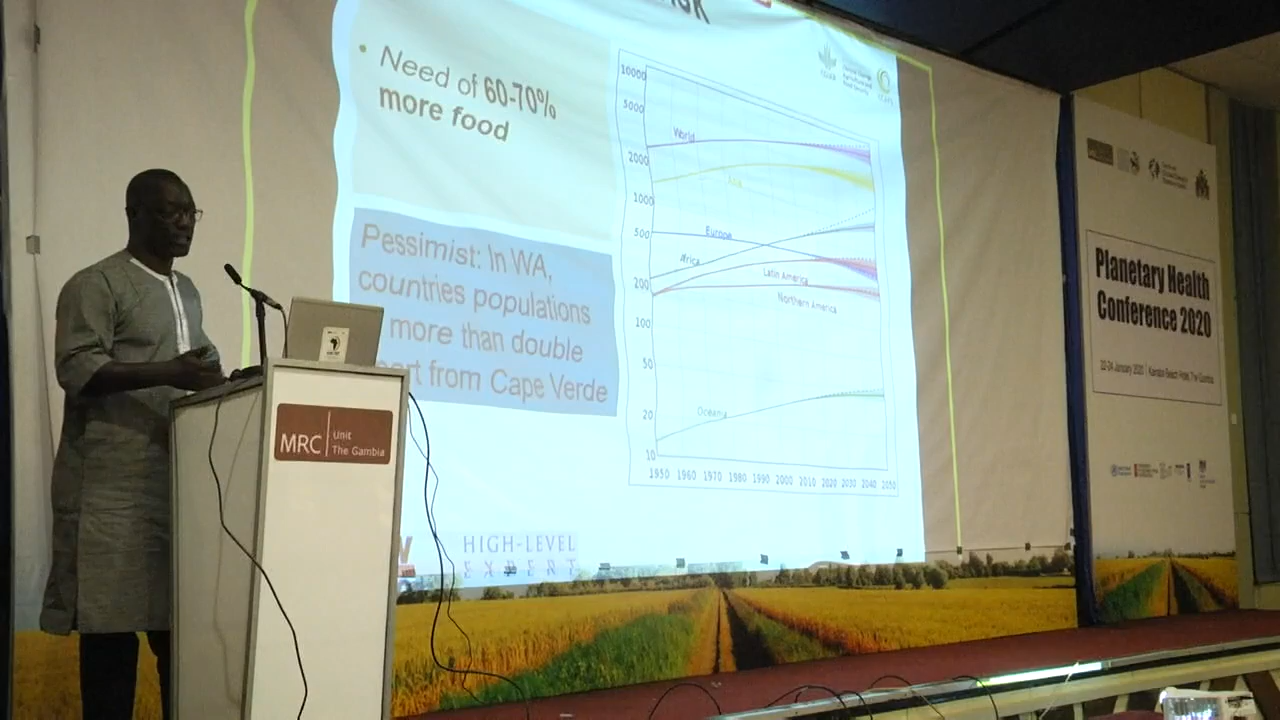 Need of 60-70%
more food
Pessimist: In WA,
countries populations
more than double
from Cape Verde
10000
5000
2000
1000
500
200
100
50
20
10
World
Asia
Europe
Africa
Latin America
Northern America
Oceania
1950 1960 1970 1980 1990 2000 2010 2020 2030 2040 2050
HIGH-LEVEL
EXPERT
MRC
Unit
The Gambia
Planetary Health
Conference 2020